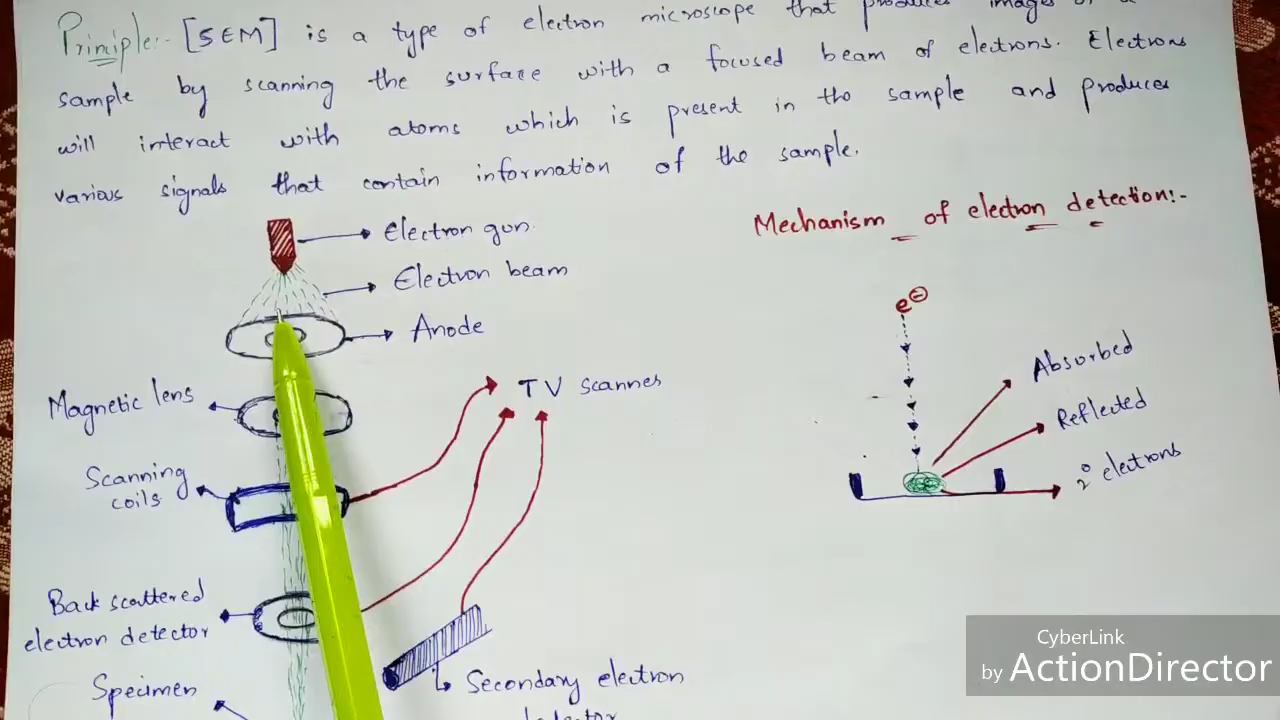 Priniple:- [SEM] is a type of electron microscope that produces images of a
sample by scanning the surface with a focused beam of electrons. Electrons
will interact with atoms which is present in the sample and produces
various signals that contain information of the sample.
Mechanism of electron detection:-
Electron gun
Electron beam
Anode
Magnetic lens
TV scanner
Scanning
coils
Back scattered
electron detector
Specimen
Secondary electron
e⊖
Absorbed
Reflected
2° electrons
CyberLink
by ActionDirector